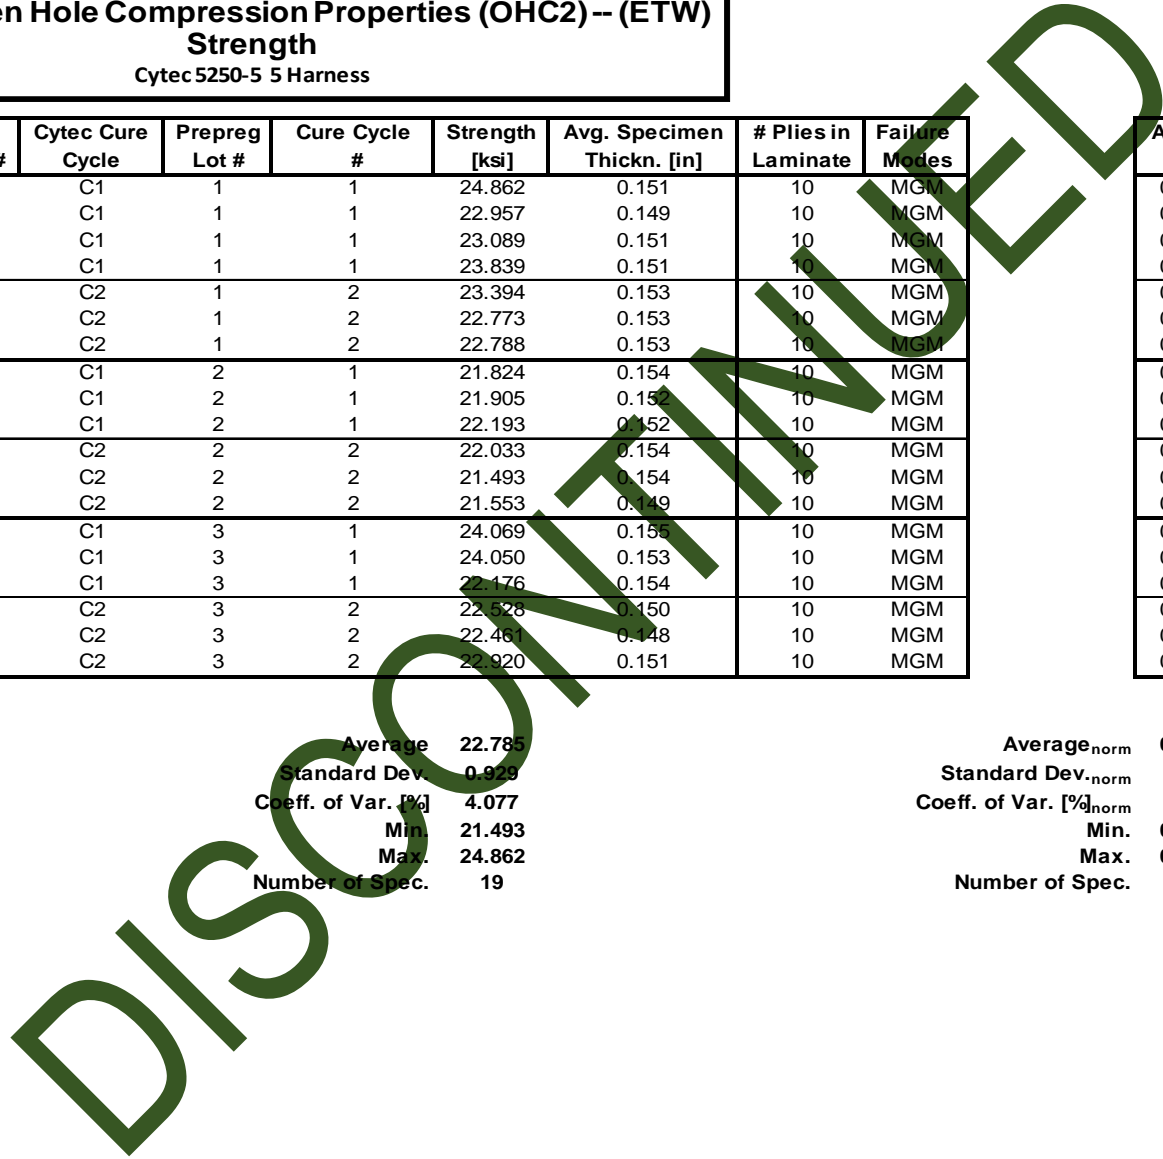 en Hole Compression Properties (OHC2) -- (ETW)
Strength
Cytec 5250-5 5 Harness
# Cytec Cure Cycle Prepreg Lot # Cure Cycle # Strength [ksi] Avg. Specimen Thickn. [in] # Plies in Laminate Failure Modes
C1 1 1 24.862 0.151 10 MGM
C1 1 1 22.957 0.149 10 MGM
C1 1 1 23.089 0.151 10 MGM
C1 1 1 23.839 0.151 10 MGM
C2 1 2 23.394 0.153 10 MGM
C2 1 2 22.773 0.153 10 MGM
C2 1 2 22.788 0.153 10 MGM
C1 2 1 21.824 0.154 10 MGM
C1 2 1 21.905 0.152 10 MGM
C1 2 1 22.193 0.152 10 MGM
C2 2 2 22.033 0.154 10 MGM
C2 2 2 21.493 0.154 10 MGM
C2 2 2 21.553 0.149 10 MGM
C1 3 1 24.069 0.155 10 MGM
C1 3 1 24.050 0.153 10 MGM
C1 3 1 22.176 0.154 10 MGM
C2 3 2 22.528 0.150 10 MGM
C2 3 2 22.461 0.148 10 MGM
C2 3 2 22.920 0.151 10 MGM
Average 22.785
Standard Dev. 0.929
Coeff. of Var. [%] 4.077
Min. 21.493
Max. 24.862
Number of Spec. 19
Average norm
Standard Dev. norm
Coeff. of Var. [%] norm
Min.
Max.
Number of Spec.
DISCONTINUED